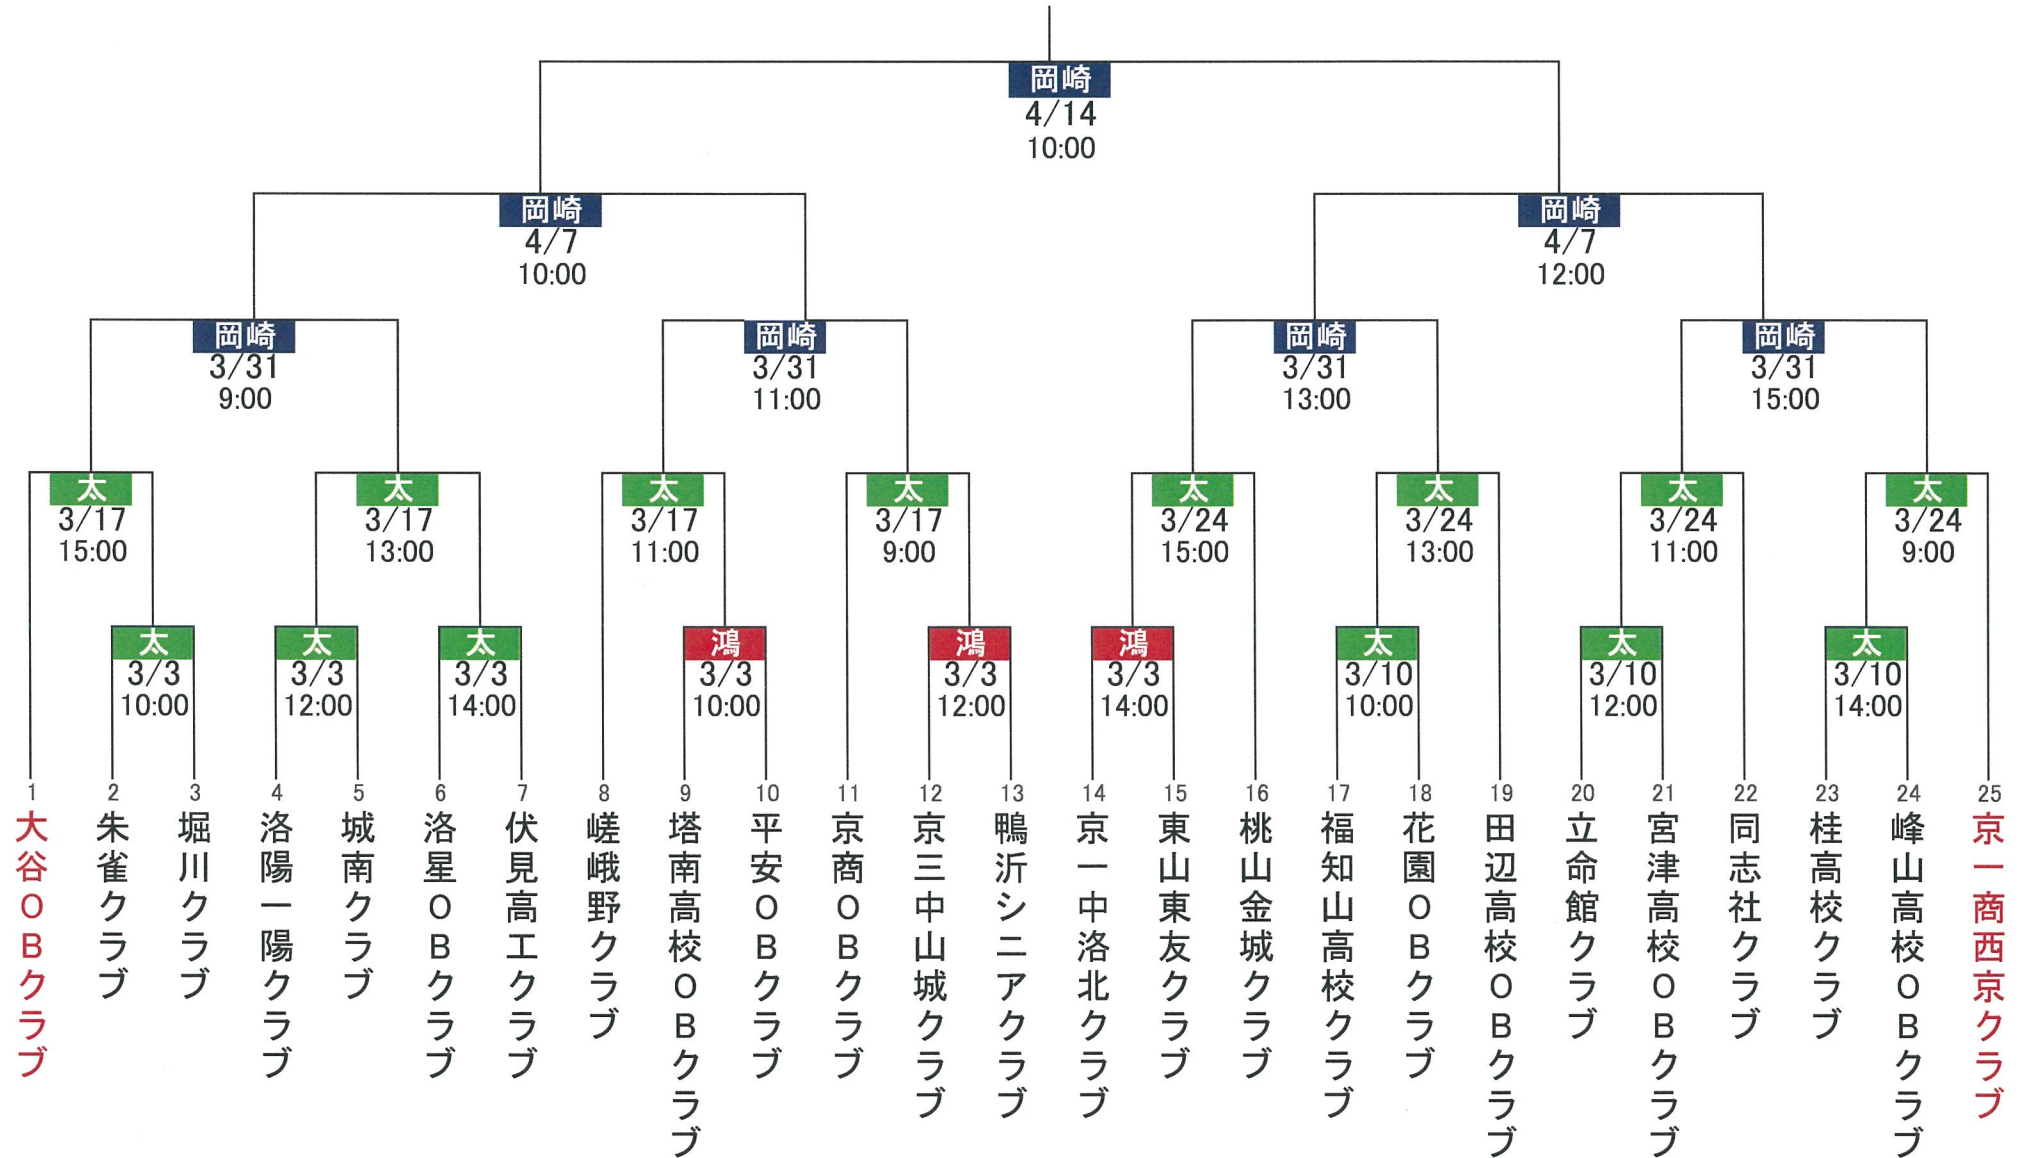 岡崎
4/14
10:00
岡崎
4/7
10:00
岡崎
4/7
12:00
岡崎
3/31
9:00
岡崎
3/31
11:00
岡崎
3/31
13:00
岡崎
3/31
15:00
太
3/17
15:00
太
3/17
13:00
太
3/17
11:00
太
3/17
9:00
太
3/24
15:00
太
3/24
13:00
太
3/24
11:00
太
3/24
9:00
太
3/3
10:00
太
3/3
12:00
太
3/3
14:00
鴻
3/3
10:00
鴻
3/3
12:00
鴻
3/3
14:00
太
3/10
10:00
太
3/10
12:00
太
3/10
14:00
1
大谷OBクラブ
2
朱雀クラブ
3
堀川クラブ
4
洛陽一陽クラブ
5
城南クラブ
6
洛星OBクラブ
7
伏見高工クラブ
8
嵯峨野クラブ
9
塔南高校OBクラブ
10
平安OBクラブ
11
京商OBクラブ
12
京三中山城クラブ
13
鴨沂シニアクラブ
14
京一中洛北クラブ
15
東山東友クラブ
16
桃山金城クラブ
17
福知山高校クラブ
18
花園OBクラブ
19
田辺高校OBクラブ
20
立命館クラブ
21
宮津高校OBクラブ
22
同志社クラブ
23
桂高校クラブ
24
峰山高校OBクラブ
25
京一商西京クラブ